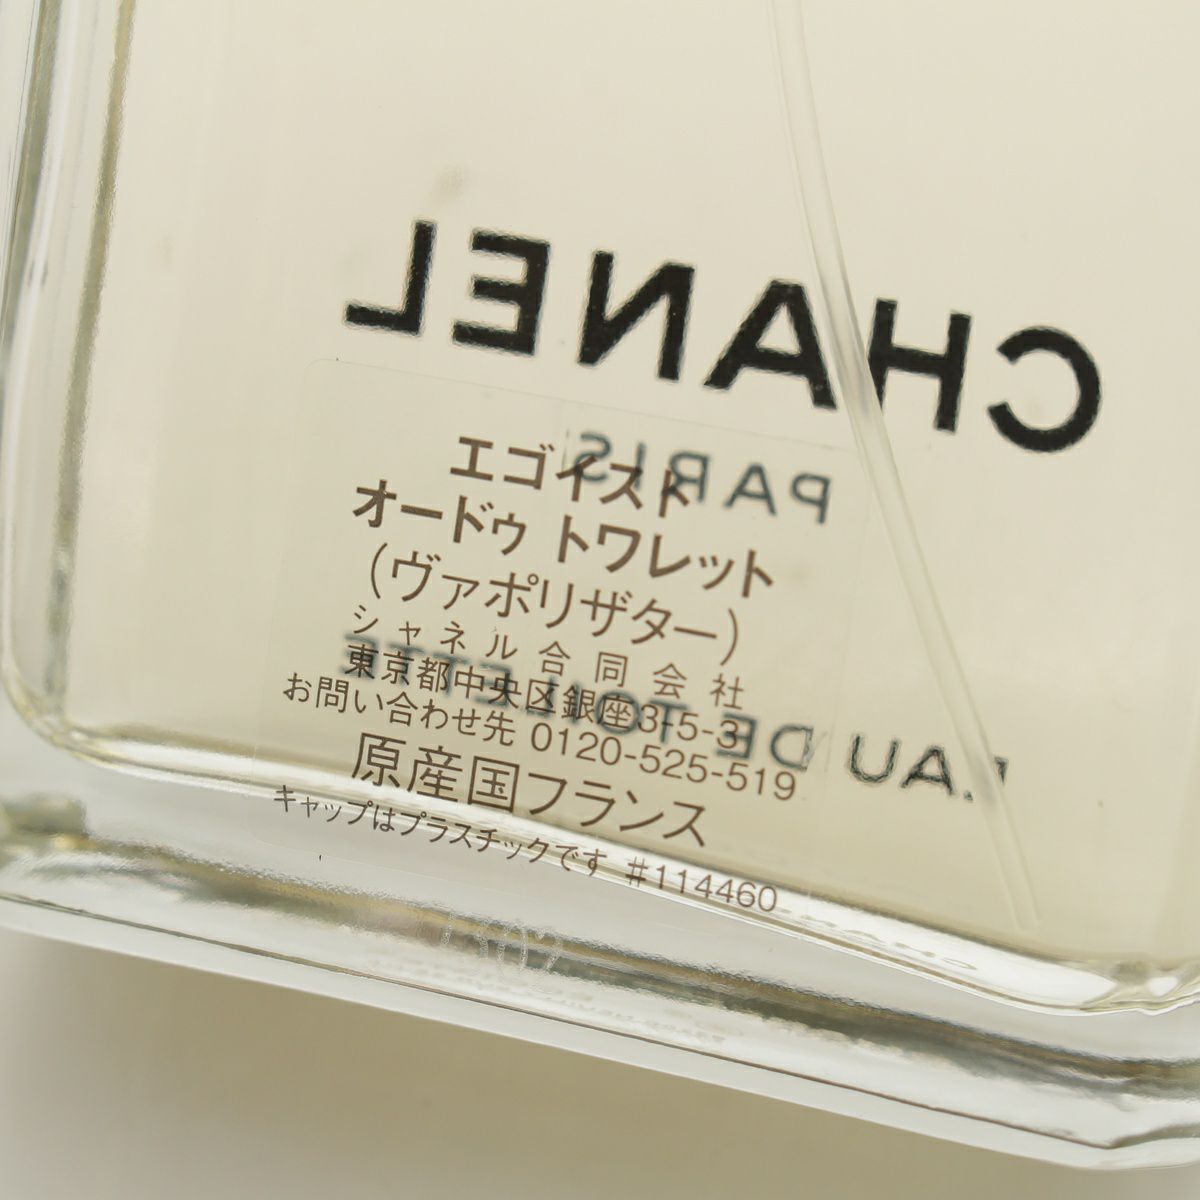 CHANEL
PARIS
エゴイスト
オードゥ トワレット
(ヴァポリザター)
シャネル合同会社
EAU DE TOILETTE
東京都中央区銀座3-5-3
お問い合わせ先 0120-525-519
原産国フランス
キャップはプラスチックです #114460